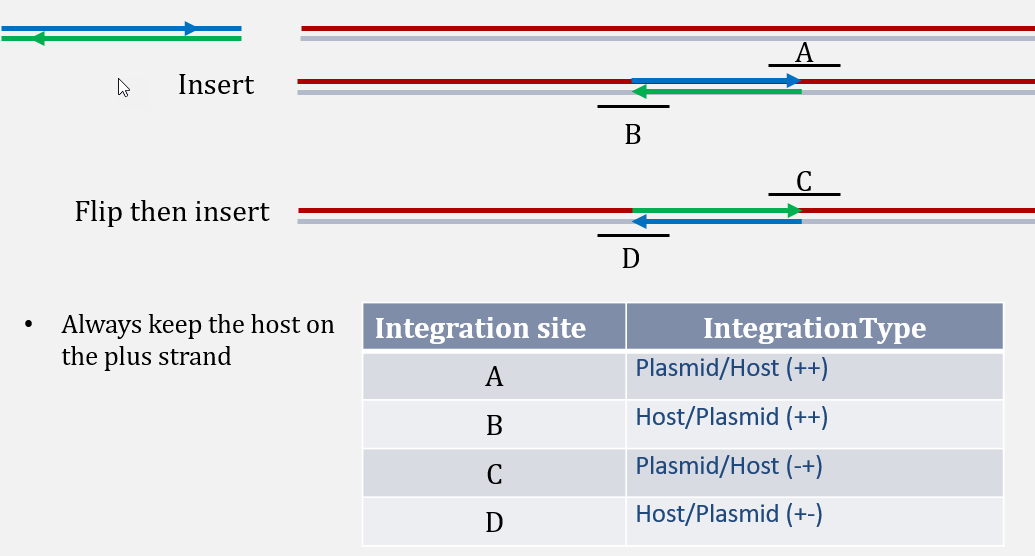 A
Insert
B
C
Flip then insert
D
• Always keep the host on
the plus strand
Integration site IntegrationType
A Plasmid/Host (++)
B Host/Plasmid (++)
C Plasmid/Host (-+)
D Host/Plasmid (+-)